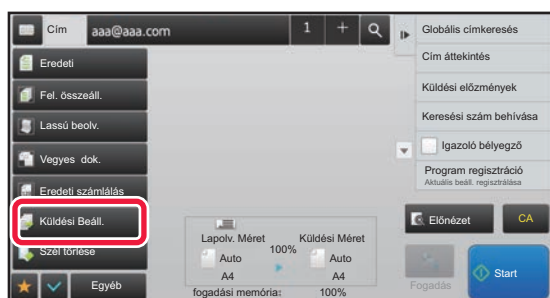 Cím
aaa@aaa.com
1
+
Eredeti
Fel. összeáll.
Lassú beolv.
Vegyes dok.
Eredeti számlálás
Küldési Beáll.
Szél törlése
Egyéb
Lapolv. Méret
100%
Küldési Méret
Auto
Auto
A4
A4
fogadási memória:
100%
Globális címkeresés
Cím áttekintés
Küldési előzmények
Keresési szám behívása
Igazoló bélyegző
Program regisztráció
Aktuális beáll. regisztrálása
Előnézet
CA
Fogadás
Start